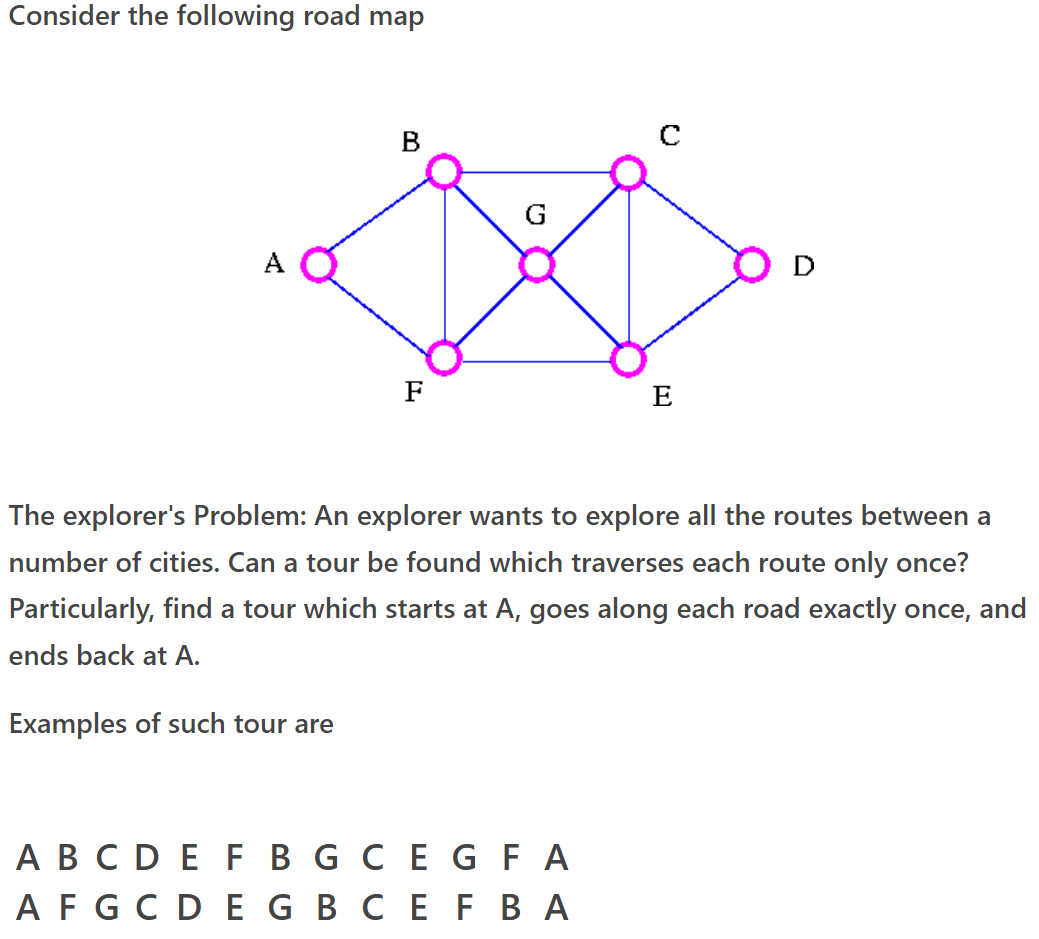 Consider the following road map
B
C
G
A
D
F
E
The explorer's Problem: An explorer wants to explore all the routes between a
number of cities. Can a tour be found which traverses each route only once?
Particularly, find a tour which starts at A, goes along each road exactly once, and
ends back at A.
Examples of such tour are
A B C D E F B G C E G F A
A F G C D E G B C E F B A